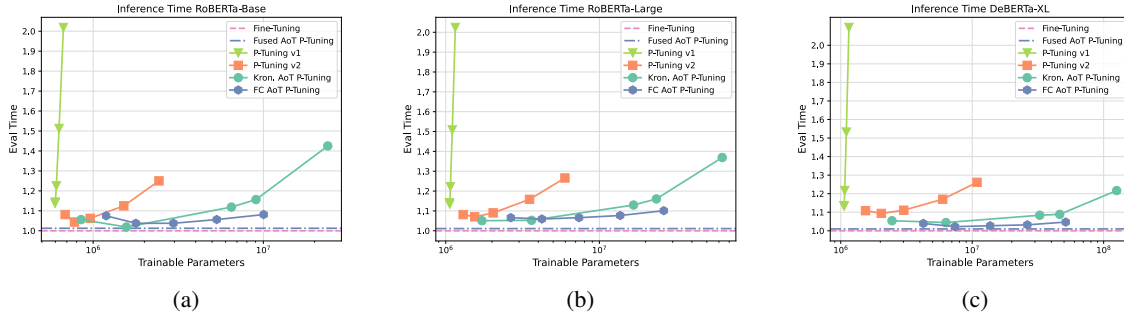 Inference Time RoBERTa-Base
Fine-Tuning
Fused AoT P-Tuning
P-Tuning v1
P-Tuning v2
Kron. AoT P-Tuning
FC AoT P-Tuning
Eval Time
2.0
1.9
1.8
1.7
1.6
1.5
1.4
1.3
1.2
1.1
1.0
10⁶
10⁷
Trainable Parameters
(a)
Inference Time RoBERTa-Large
Fine-Tuning
Fused AoT P-Tuning
P-Tuning v1
P-Tuning v2
Kron. AoT P-Tuning
FC AoT P-Tuning
Eval Time
2.0
1.9
1.8
1.7
1.6
1.5
1.4
1.3
1.2
1.1
1.0
10⁶
10⁷
Trainable Parameters
(b)
Inference Time DeBERTa-XL
Fine-Tuning
Fused AoT P-Tuning
P-Tuning v1
P-Tuning v2
Kron. AoT P-Tuning
FC AoT P-Tuning
Eval Time
2.0
1.9
1.8
1.7
1.6
1.5
1.4
1.3
1.2
1.1
1.0
10⁶
10⁷
10⁸
Trainable Parameters
(c)